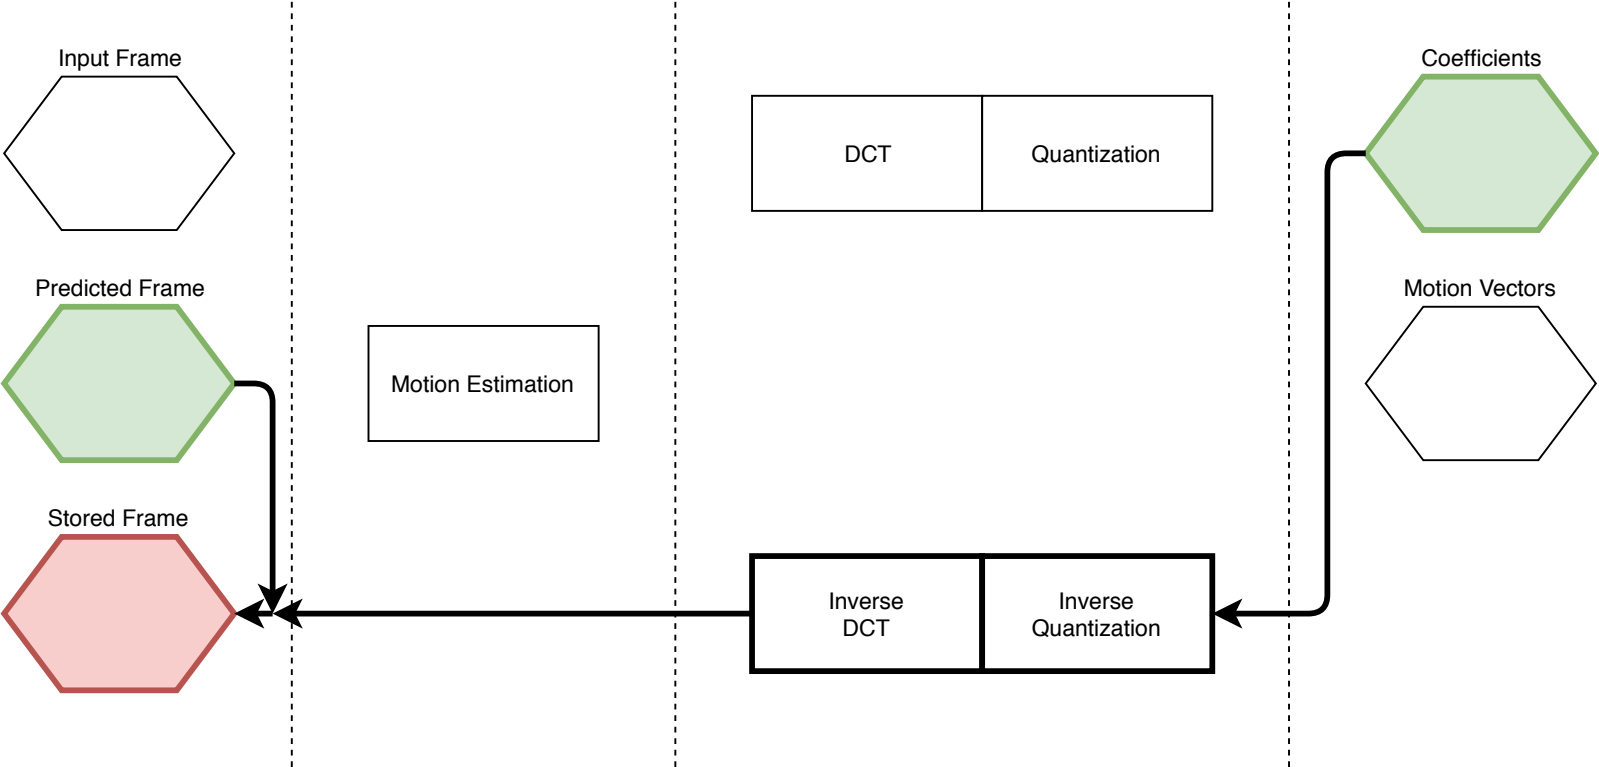 Input Frame
Coefficients
DCT
Quantization
Predicted Frame
Motion Vectors
Motion Estimation
Stored Frame
Inverse
DCT
Inverse
Quantization